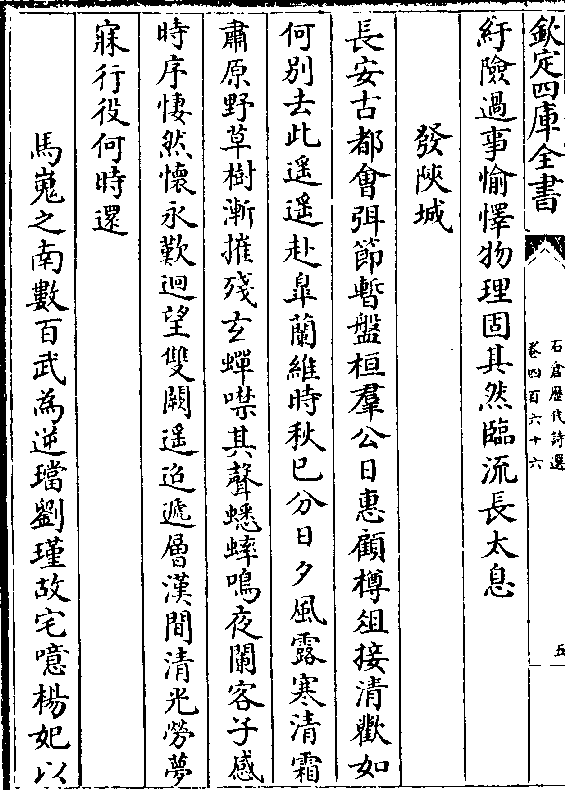 欽定四庫全書
石倉歷代詩選
卷四百六十六
五
紆險過事愉懌物理固其然臨流長太息
發陜城
長安古都會弭節暫盤桓羣公日惠顧樽俎接清歡如
何别去此遥遥赴臯蘭維時秋已分日夕風露寒清霜
肅原野草樹漸摧殘玄蟬噤其聲蟋蟀鳴夜闌客子感
時序悽然懷永歎迴望雙闕遥迢遞層漢間清光勞夢
寐行役何時還
馬嵬之南數百武為逆璫劉瑾故宅噫楊妃以